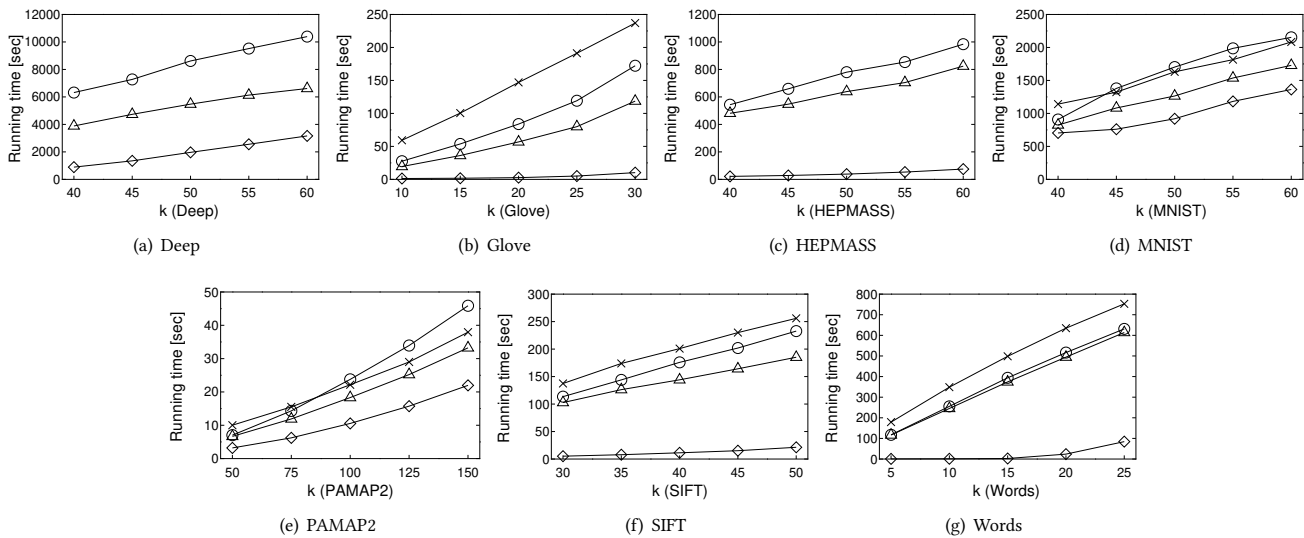 12000
10000
8000
6000
4000
2000
0
Running time [sec]
40 45 50 55 60
k (Deep)
(a) Deep
250
200
150
100
50
0
Running time [sec]
10 15 20 25 30
k (Glove)
(b) Glove
1200
1000
800
600
400
200
0
Running time [sec]
40 45 50 55 60
k (HEPMASS)
(c) HEPMASS
2500
2000
1500
1000
500
0
Running time [sec]
40 45 50 55 60
k (MNIST)
(d) MNIST
50
40
30
20
10
0
Running time [sec]
50 75 100 125 150
k (PAMAP2)
(e) PAMAP2
300
250
200
150
100
50
0
Running time [sec]
30 35 40 45 50
k (SIFT)
(f) SIFT
800
700
600
500
400
300
200
100
0
Running time [sec]
5 10 15 20 25
k (Words)
(g) Words